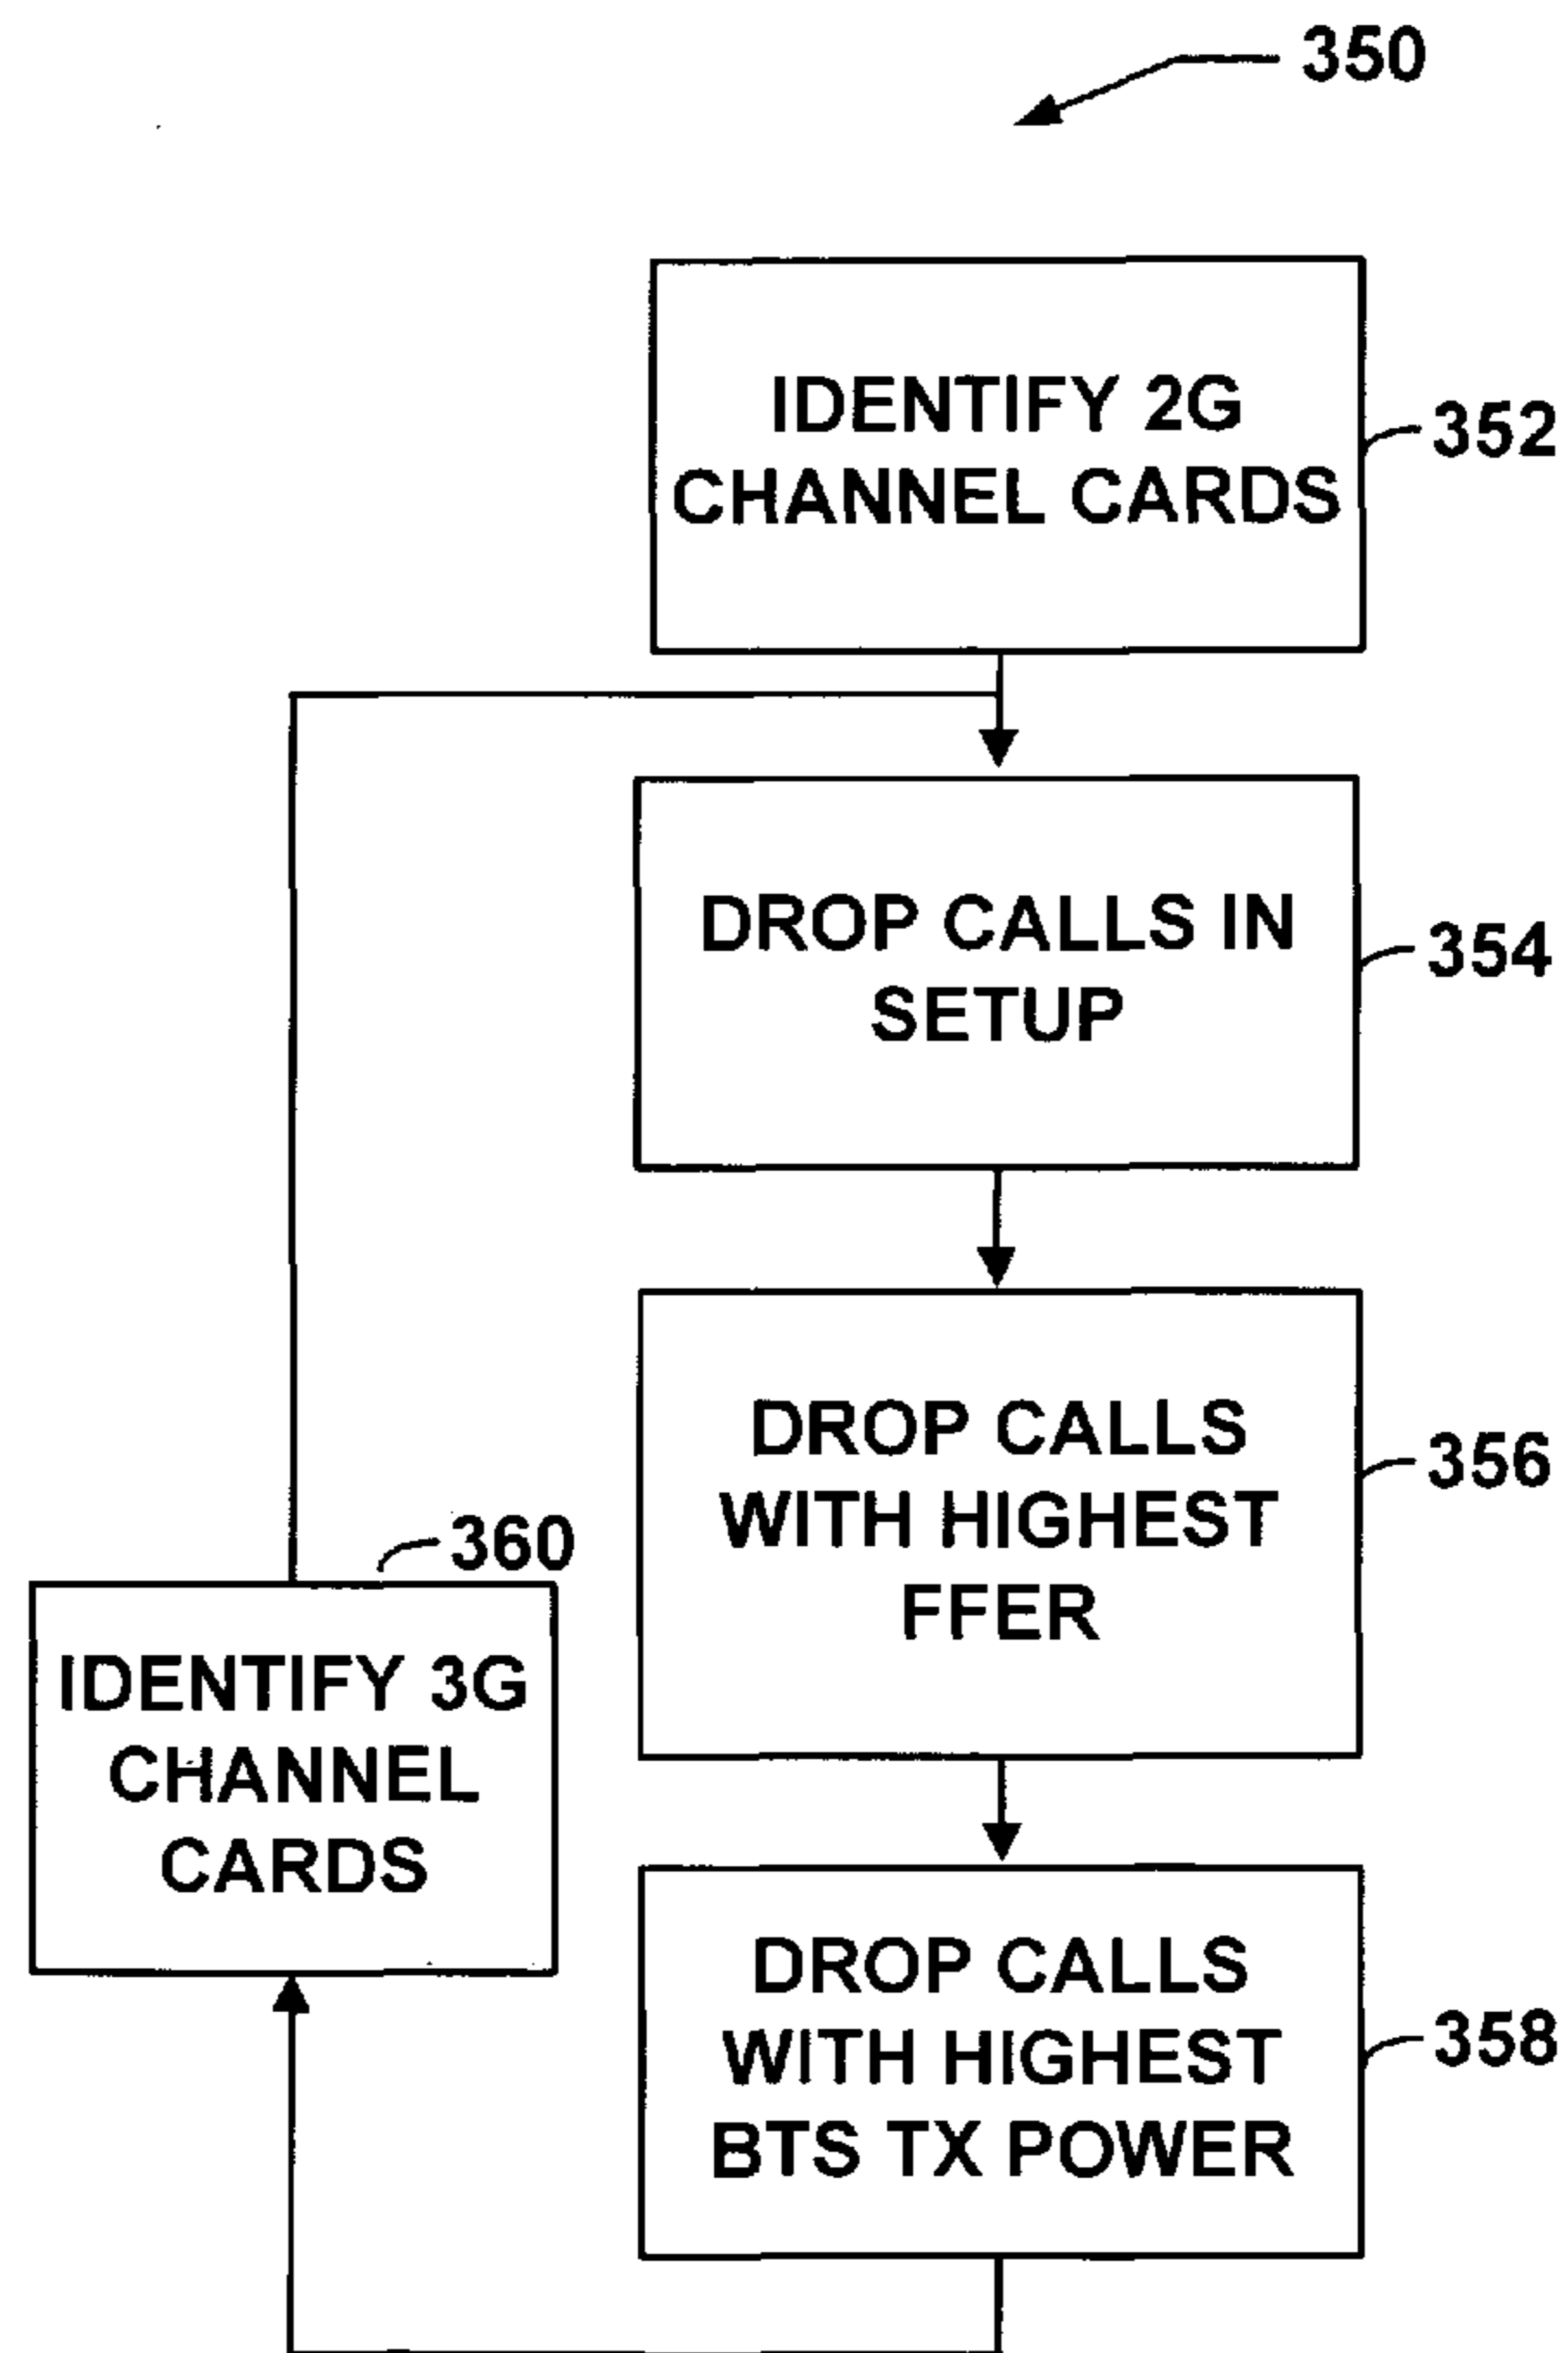 350
IDENTIFY 2G
CHANNEL CARDS
352
DROP CALLS IN
SETUP
354
DROP CALLS
WITH HIGHEST
FFER
356
360
IDENTIFY 3G
CHANNEL
CARDS
DROP CALLS
WITH HIGHEST
BTS TX POWER
358